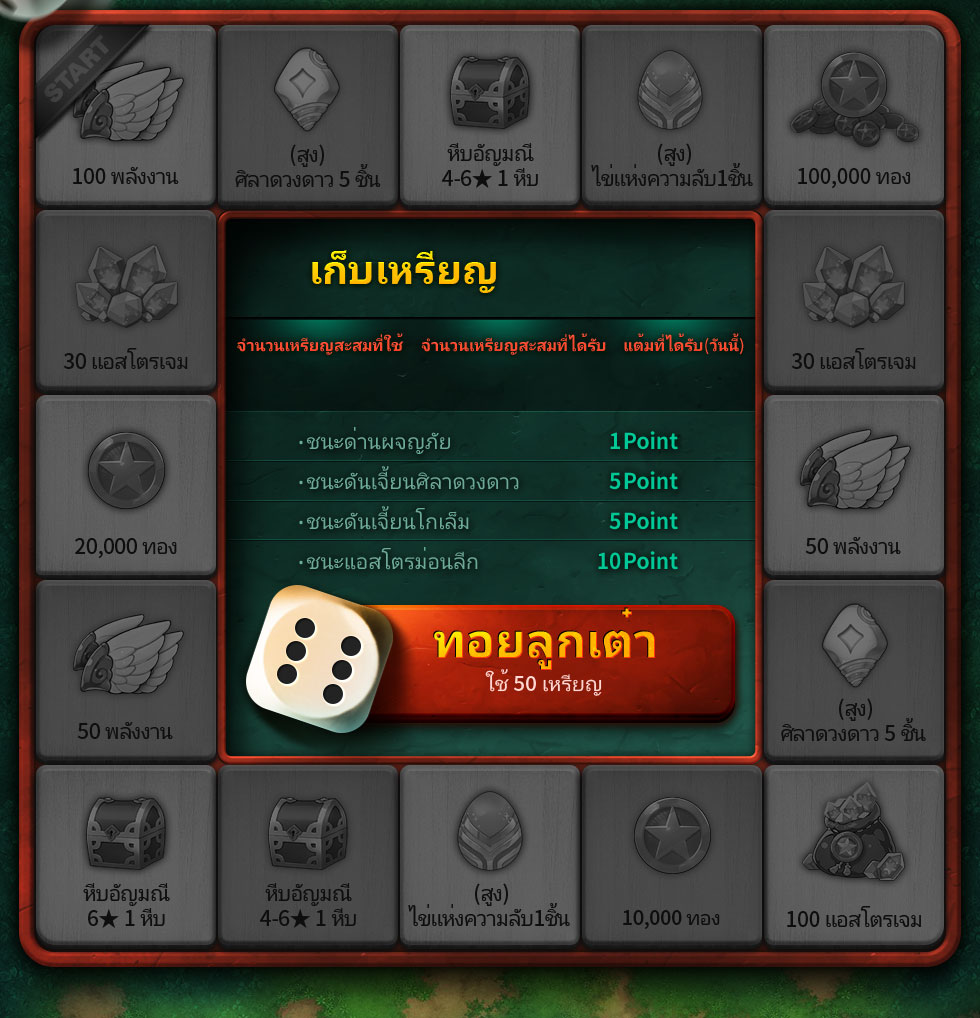 START
100 พลังงาน
(สูง)
ศิลาดวงดาว 5 ชิ้น
หีบอัญมณี
4-6★ 1 หีบ
(สูง)
ไข่แห่งความลับ1ชิ้น
100,000 ทอง
30 แอสโตรเจม
เก็บเหรียญ
30 แอสโตรเจม
จำนวนเหรียญสะสมที่ใช้ จำนวนเหรียญสะสมที่ได้รับ แต้มที่ได้รับ(วันนี้)
20,000 ทอง
·ชนะด่านผจญภัย 1Point
·ชนะดันเจี้ยนศิลาดวงดาว 5Point
·ชนะดันเจี้ยนโกเล็ม 5Point
·ชนะแอสโตรม่อนลีก 10Point
50 พลังงาน
50 พลังงาน
ทอยลูกเต๋า
ใช้ 50 เหรียญ
(สูง)
ศิลาดวงดาว 5 ชิ้น
หีบอัญมณี
6★ 1 หีบ
หีบอัญมณี
4-6★ 1 หีบ
(สูง)
ไข่แห่งความลับ1ชิ้น
10,000 ทอง
100 แอสโตรเจม